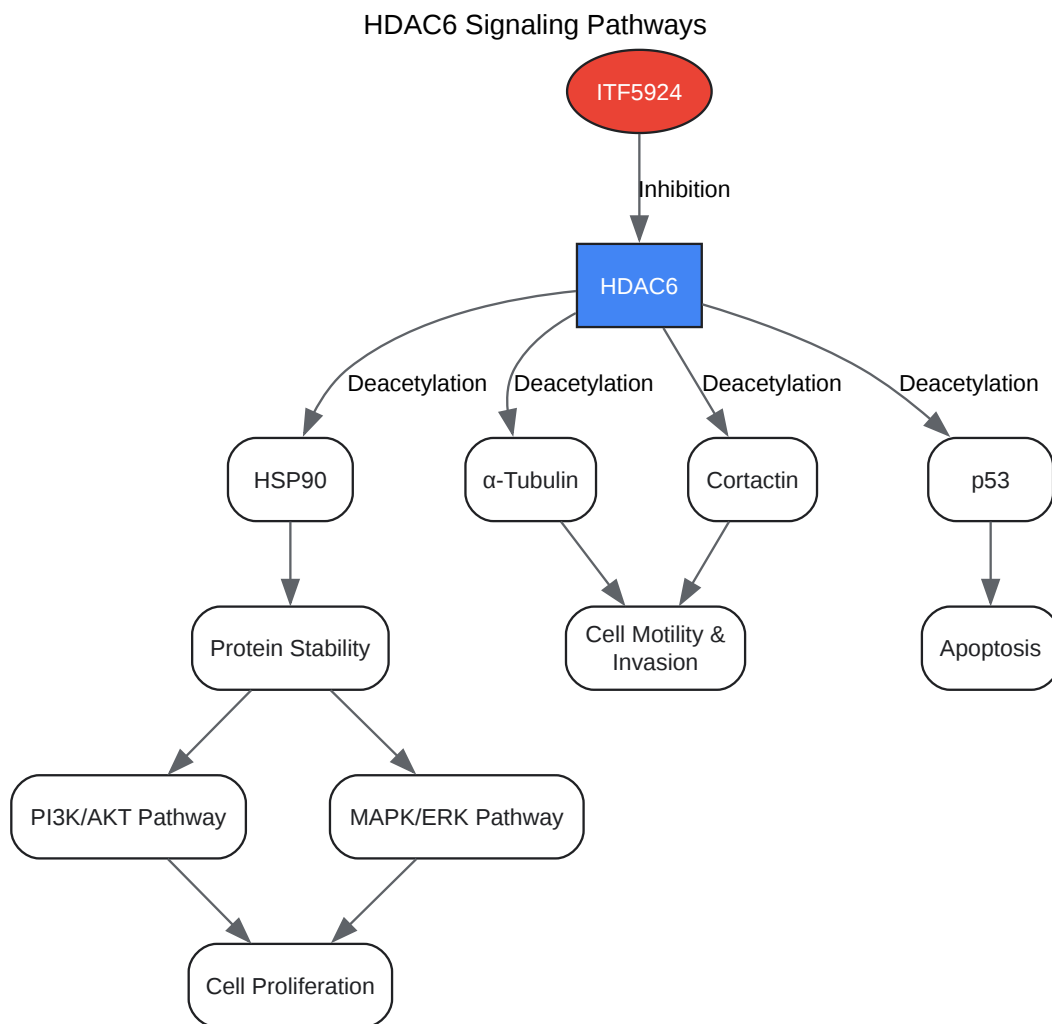 HDAC6 Signaling Pathways
ITF5924
Inhibition
HDAC6
Deacetylation
Deacetylation
Deacetylation
Deacetylation
HSP90
α-Tubulin
Cortactin
p53
Protein Stability
Cell Motility &
Invasion
Apoptosis
PI3K/AKT Pathway
MAPK/ERK Pathway
Cell Proliferation